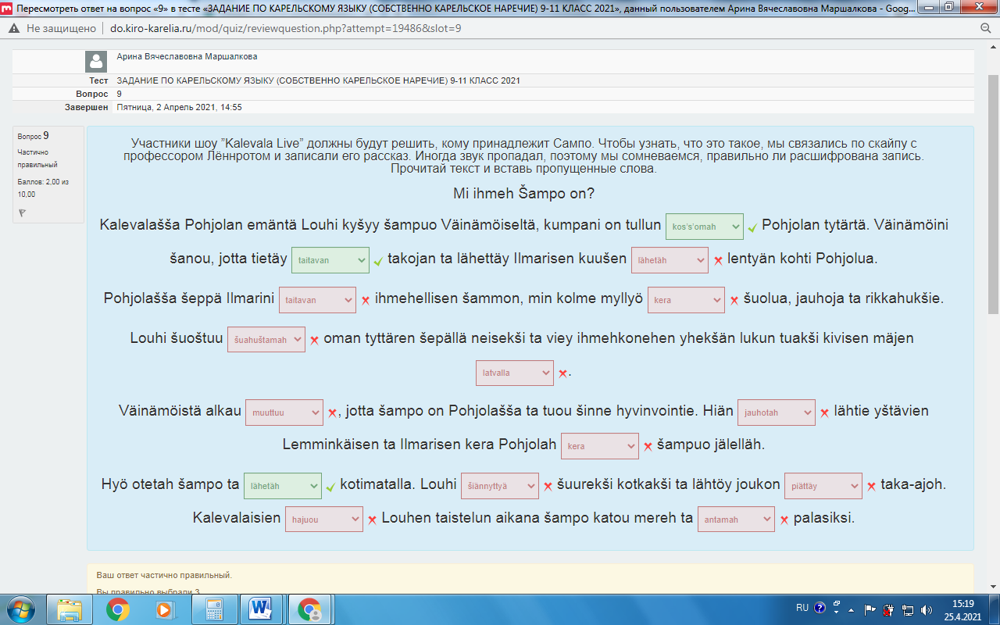 Пересмотреть ответ на вопрос «9» в тесте «ЗАДАНИЕ ПО КАРЕЛЬСКОМУ ЯЗЫКУ (СОБСТВЕННО КАРЕЛЬСКОЕ НАРЕЧИЕ) 9-11 КЛАСС 2021», данный пользователем Арина Вячеславовна Маршалкова - Goog...
Не защищено | do.kiro-karelia.ru/mod/quiz/reviewquestion.php?attempt=19486&slot=9
Арина Вячеславовна Маршалкова
Тест ЗАДАНИЕ ПО КАРЕЛЬСКОМУ ЯЗЫКУ (СОБСТВЕННО КАРЕЛЬСКОЕ НАРЕЧИЕ) 9-11 КЛАСС 2021
Вопрос 9
Завершен Пятница, 2 Апрель 2021, 14:55
Вопрос 9
Частично
правильный
Баллов: 2,00 из
10,00
Участники шоу ”Kalevala Live” должны будут решить, кому принадлежит Сампо. Чтобы узнать, что это такое, мы связались по скайпу с
профессором Лённротом и записали его рассказ. Иногда звук пропадал, поэтому мы сомневаемся, правильно ли расшифрована запись.
Прочитай текст и вставь пропущенные слова.
Mi ihmeh Šampo on?
Kalevalašša Pohjolan emäntä Louhi kyšyy šampuo Väinämöiseltä, kumpani on tullun kos’s’omah Pohjolan tytärtä. Väinämöini
šanou, jotta tietäy taitavan takojan ta lähettäy Ilmarisen kuušen lähetäh lentyän kohti Pohjolua.
Pohjolašša šeppä Ilmarini taitavan ihmehellisen šammon, min kolme myllyö kera šuolua, jauhoja ta rikkahukšie.
Louhi šuoštuu šuahuštamah oman tyttären šepällä neisekši ta viey ihmehkonehen yhekšän lukun tuakši kivisen mäjen
latvalla .
Väinämöistä alkau muuttuu , jotta šampo on Pohjolašša ta tuou šinne hyvinvointie. Hiän jauhotah lähtie yštävien
Lemminkäisen ta Ilmarisen kera Pohjolah kera šampuo jälelläh.
Hyö otetah šampo ta lähetäh kotimatalla. Louhi šiännyttyä šuurekši kotkakši ta lähtöy joukon piättäy taka-ajoh.
Kalevalaisien hajuou Louhen taistelun aikana šampo katou mereh ta antamah palasiksi.
Ваш ответ частично правильный.
Вы правильно выбрали 3.
RU
15:19
25.4.2021